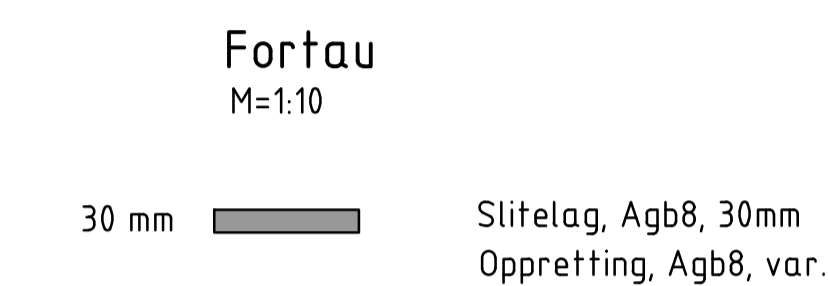 Fortau
M=1:10
30 mm
Slitelag, Agb8, 30mm
Oppretting, Agb8, var.